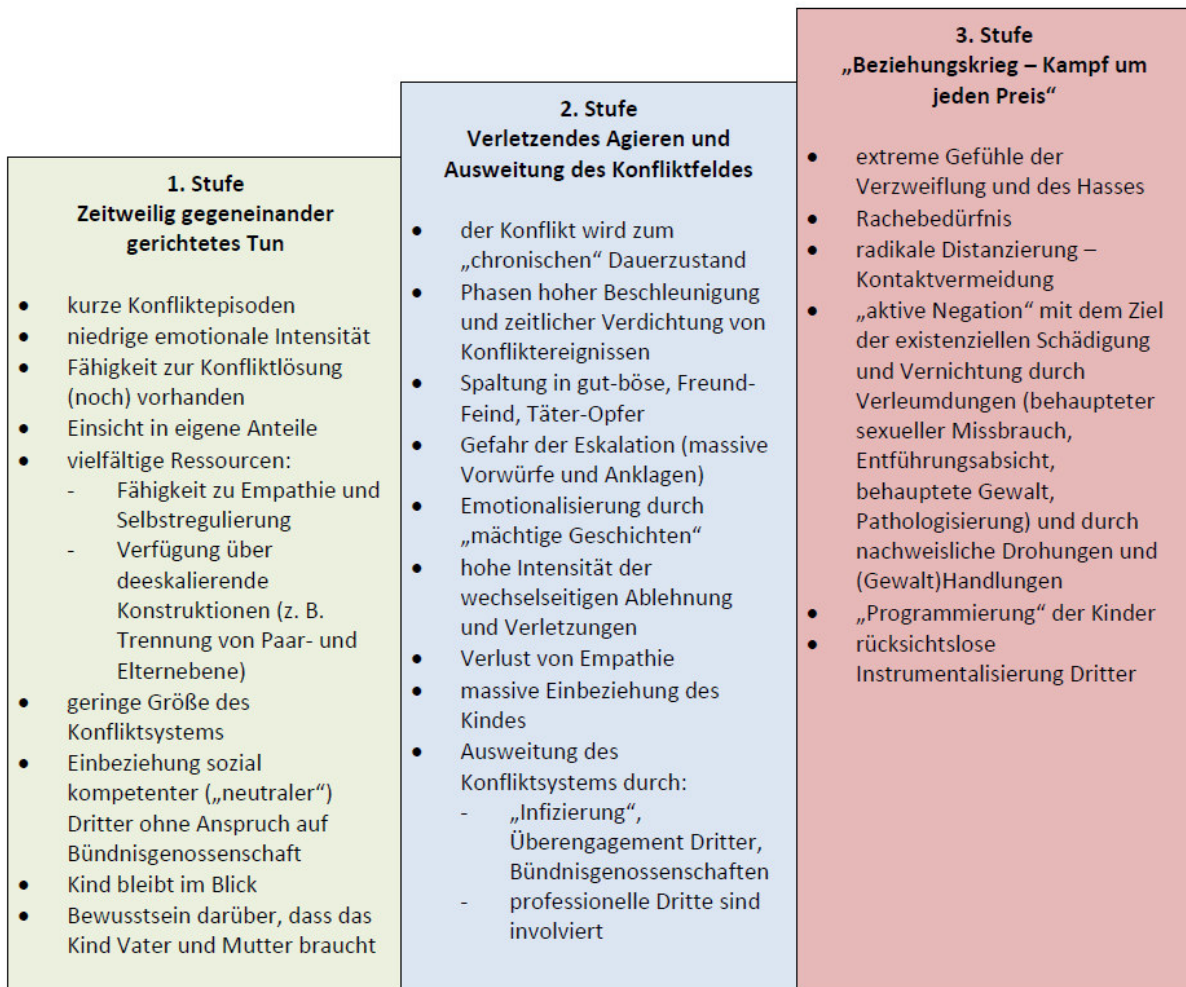 1. Stufe
Zeitweilig gegeneinander
gerichtetes Tun
• kurze Konfliktepisoden
• niedrige emotionale Intensität
• Fähigkeit zur Konfliktlösung
(noch) vorhanden
• Einsicht in eigene Anteile
• vielfältige Ressourcen:
- Fähigkeit zu Empathie und
Selbstregulierung
- Verfügung über
deeskalierende
Konstruktionen (z. B.
Trennung von Paar- und
Elternebene)
• geringe Größe des
Konfliktsystems
• Einbeziehung sozial
kompetenter („neutraler“)
Dritter ohne Anspruch auf
Bündnisgenossenschaft
• Kind bleibt im Blick
• Bewusstsein darüber, dass das
Kind Vater und Mutter braucht
2. Stufe
Verletzendes Agieren und
Ausweitung des Konfliktfeldes
• der Konflikt wird zum
„chronischen“ Dauerzustand
• Phasen hoher Beschleunigung
und zeitlicher Verdichtung von
Konfliktereignissen
• Spaltung in gut-böse, Freund-
Feind, Täter-Opfer
• Gefahr der Eskalation (massive
Vorwürfe und Anklagen)
• Emotionalisierung durch
„mächtige Geschichten“
• hohe Intensität der
wechselseitigen Ablehnung
und Verletzungen
• Verlust von Empathie
• massive Einbeziehung des
Kindes
• Ausweitung des
Konfliktsystems durch:
- „Infizierung“,
Überengagement Dritter,
Bündnisgenossenschaften
- professionelle Dritte sind
involviert
3. Stufe
„Beziehungskrieg – Kampf um
jeden Preis“
• extreme Gefühle der
Verzweiflung und des Hasses
• Rachebedürfnis
• radikale Distanzierung –
Kontaktvermeidung
• „aktive Negation“ mit dem Ziel
der existenziellen Schädigung
und Vernichtung durch
Verleumdungen (behaupteter
sexueller Missbrauch,
Entführungsabsicht,
behauptete Gewalt,
Pathologisierung) und durch
nachweisliche Drohungen und
(Gewalt)Handlungen
• „Programmierung“ der Kinder
• rücksichtslose
Instrumentalisierung Dritter